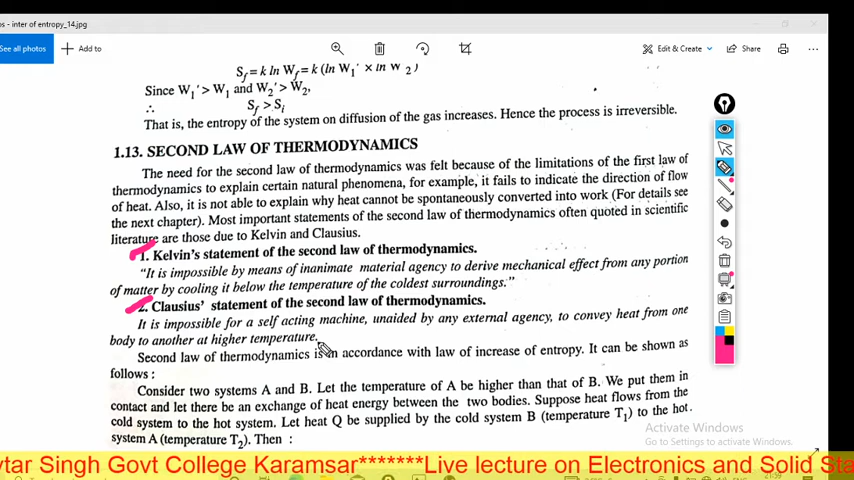 os - inter of entropy_14.jpg
See all photos
Add to
Edit & Create
Share
S_f = k ln W_f = k (ln W₁' × ln W₂')
Since W₁' > W₁ and W₂' > W₂,
∴ S_f > S_i
That is, the entropy of the system on diffusion of the gas increases. Hence the process is irreversible.
1.13. SECOND LAW OF THERMODYNAMICS
The need for the second law of thermodynamics was felt because of the limitations of the first law of
thermodynamics to explain certain natural phenomena, for example, it fails to indicate the direction of flow
of heat. Also, it is not able to explain why heat cannot be spontaneously converted into work (For details see
the next chapter). Most important statements of the second law of thermodynamics often quoted in scientific
literature are those due to Kelvin and Clausius.
1. Kelvin's statement of the second law of thermodynamics.
"It is impossible by means of inanimate material agency to derive mechanical effect from any portion
of matter by cooling it below the temperature of the coldest surroundings."
2. Clausius' statement of the second law of thermodynamics.
It is impossible for a self acting machine, unaided by any external agency, to convey heat from one
body to another at higher temperature.
Second law of thermodynamics is in accordance with law of increase of entropy. It can be shown as
follows :
Consider two systems A and B. Let the temperature of A be higher than that of B. We put them in
contact and let there be an exchange of heat energy between the two bodies. Suppose heat flows from the
cold system to the hot system. Let heat Q be supplied by the cold system B (temperature T₁) to the hot
system A (temperature T₂). Then :
Activate Windows
Go to Settings to activate Windows.
vtar Singh Govt College Karamsar*******Live lecture on Electronics and Solid Sta